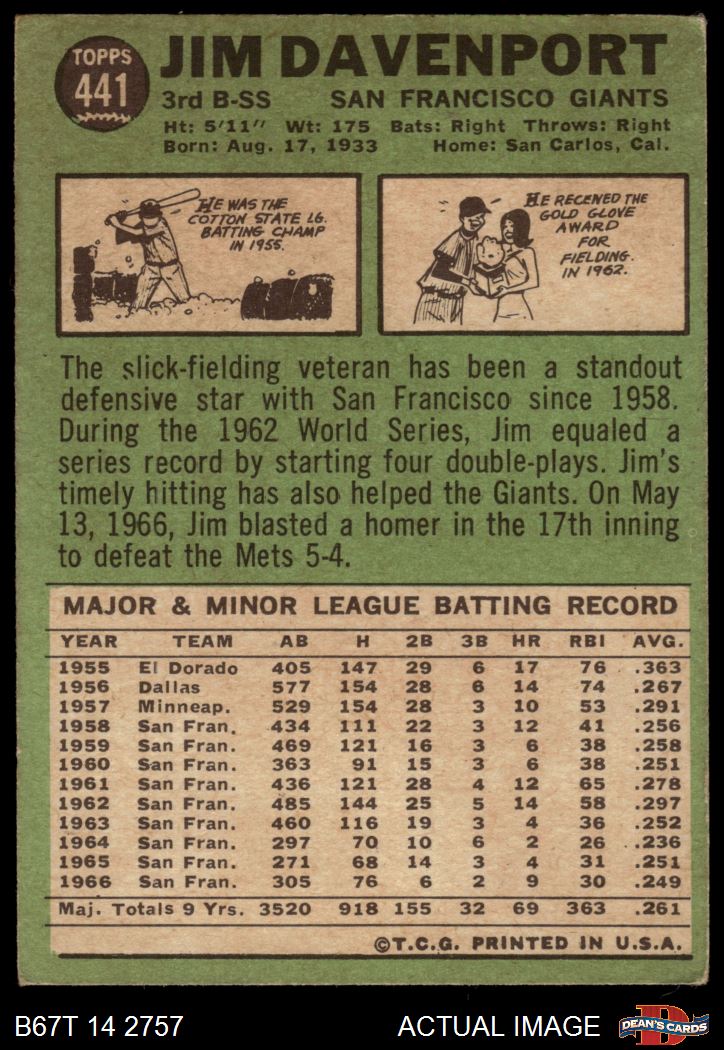 TOPPS
441
JIM DAVENPORT
3rd B-SS SAN FRANCISCO GIANTS
Ht: 5'11" Wt: 175 Bats: Right Throws: Right
Born: Aug. 17, 1933 Home: San Carlos, Cal.
HE WAS THE
COTTON STATE LG.
BATTING CHAMP
IN 1955.
HE RECEIVED THE
GOLD GLOVE
AWARD
FOR
FIELDING.
IN 1962.
The slick-fielding veteran has been a standout
defensive star with San Francisco since 1958.
During the 1962 World Series, Jim equaled a
series record by starting four double-plays. Jim's
timely hitting has also helped the Giants. On May
13, 1966, Jim blasted a homer in the 17th inning
to defeat the Mets 5-4.
MAJOR & MINOR LEAGUE BATTING RECORD
YEAR TEAM AB H 2B 3B HR RBI AVG.
1955 El Dorado 405 147 29 6 17 76 .363
1956 Dallas 577 154 28 6 14 74 .267
1957 Minneap. 529 154 28 3 10 53 .291
1958 San Fran. 434 111 22 3 12 41 .256
1959 San Fran. 469 121 16 3 6 38 .258
1960 San Fran. 363 91 15 3 6 38 .251
1961 San Fran. 436 121 28 4 12 65 .278
1962 San Fran. 485 144 25 5 14 58 .297
1963 San Fran. 460 116 19 3 4 36 .252
1964 San Fran. 297 70 10 6 2 26 .236
1965 San Fran. 271 68 14 3 4 31 .251
1966 San Fran. 305 76 6 2 9 30 .249
Maj. Totals 9 Yrs. 3520 918 155 32 69 363 .261
©T.C.G. PRINTED IN U.S.A.
B67T 14 2757 ACTUAL IMAGE
D
DEAN'S CARDS